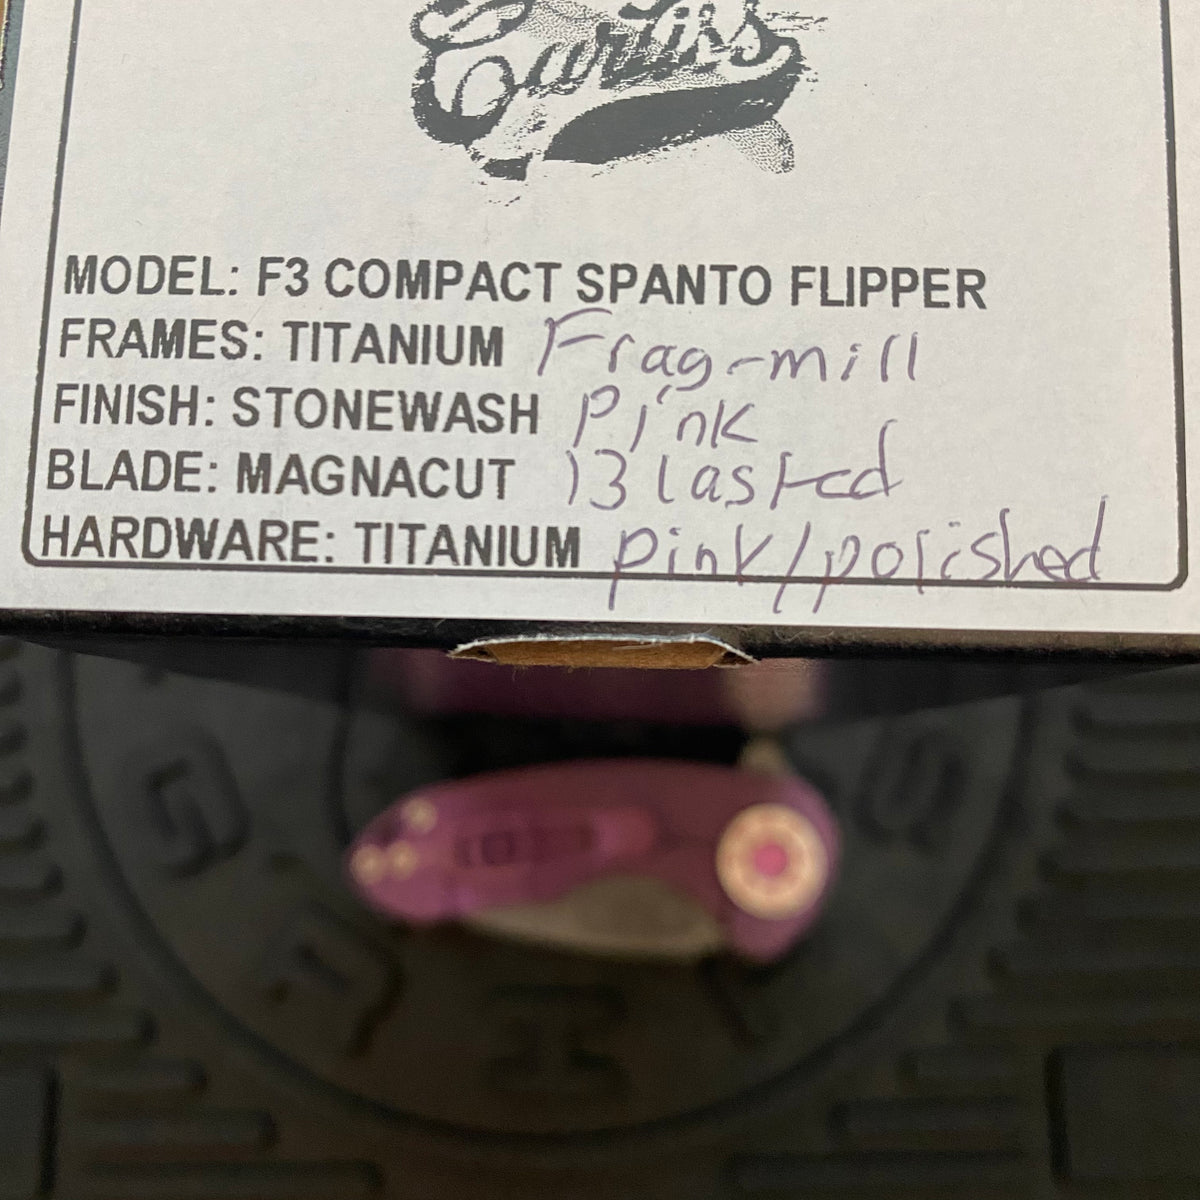 Curtiss
MODEL: F3 COMPACT SPANTO FLIPPER
FRAMES: TITANIUM Frag-mill
FINISH: STONEWASH Pink
BLADE: MAGNACUT Blasted
HARDWARE: TITANIUM pink/polished